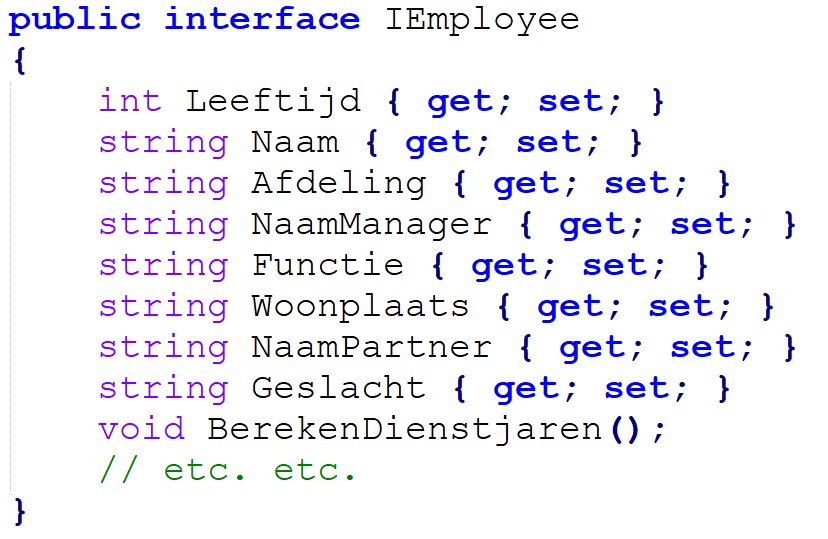 public interface IEmployee
{
int Leeftijd { get; set; }
string Naam { get; set; }
string Afdeling { get; set; }
string NaamManager { get; set; }
string Functie { get; set; }
string Woonplaats { get; set; }
string NaamPartner { get; set; }
string Geslacht { get; set; }
void BerekenDienstjaren();
// etc. etc.
}